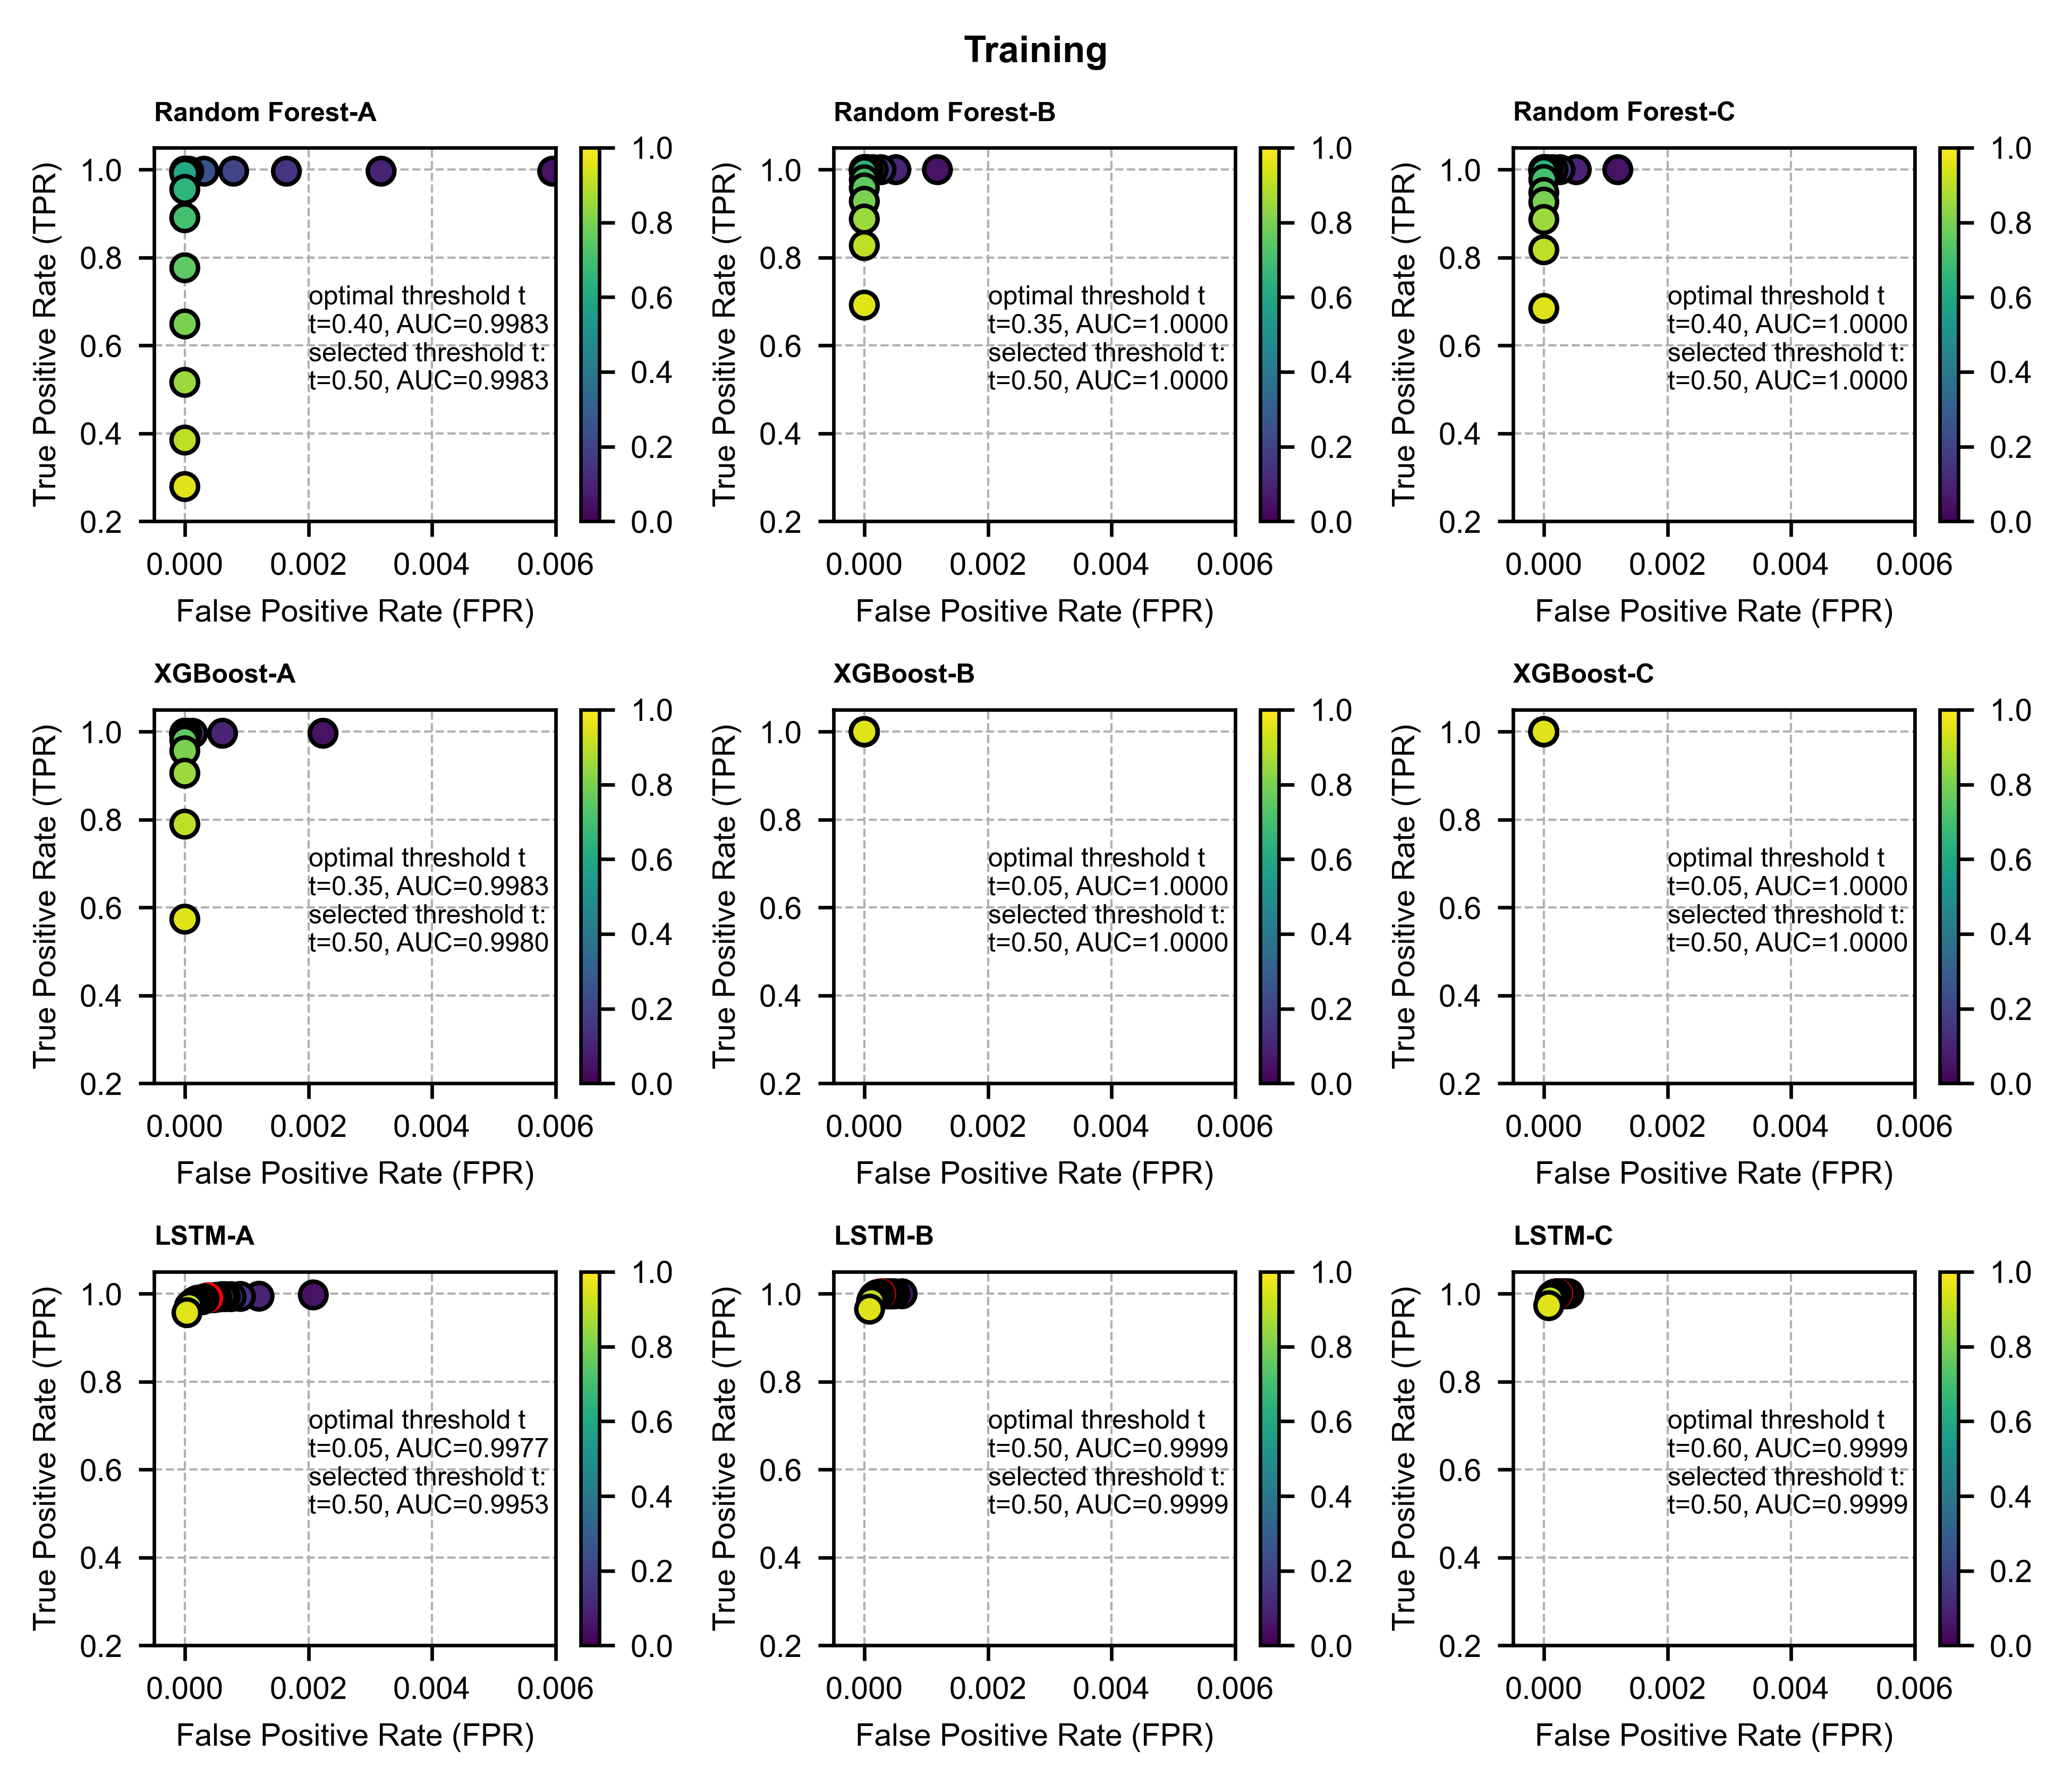 Training
Random Forest-A
True Positive Rate (TPR)
1.0
0.8
0.6
0.4
0.2
optimal threshold t
t=0.40, AUC=0.9983
selected threshold t:
t=0.50, AUC=0.9983
0.000 0.002 0.004 0.006
False Positive Rate (FPR)
1.0
0.8
0.6
0.4
0.2
0.0
Random Forest-B
True Positive Rate (TPR)
1.0
0.8
0.6
0.4
0.2
optimal threshold t
t=0.35, AUC=1.0000
selected threshold t:
t=0.50, AUC=1.0000
0.000 0.002 0.004 0.006
False Positive Rate (FPR)
1.0
0.8
0.6
0.4
0.2
0.0
Random Forest-C
True Positive Rate (TPR)
1.0
0.8
0.6
0.4
0.2
optimal threshold t
t=0.40, AUC=1.0000
selected threshold t:
t=0.50, AUC=1.0000
0.000 0.002 0.004 0.006
False Positive Rate (FPR)
1.0
0.8
0.6
0.4
0.2
0.0
XGBoost-A
True Positive Rate (TPR)
1.0
0.8
0.6
0.4
0.2
optimal threshold t
t=0.35, AUC=0.9983
selected threshold t:
t=0.50, AUC=0.9980
0.000 0.002 0.004 0.006
False Positive Rate (FPR)
1.0
0.8
0.6
0.4
0.2
0.0
XGBoost-B
True Positive Rate (TPR)
1.0
0.8
0.6
0.4
0.2
optimal threshold t
t=0.05, AUC=1.0000
selected threshold t:
t=0.50, AUC=1.0000
0.000 0.002 0.004 0.006
False Positive Rate (FPR)
1.0
0.8
0.6
0.4
0.2
0.0
XGBoost-C
True Positive Rate (TPR)
1.0
0.8
0.6
0.4
0.2
optimal threshold t
t=0.05, AUC=1.0000
selected threshold t:
t=0.50, AUC=1.0000
0.000 0.002 0.004 0.006
False Positive Rate (FPR)
1.0
0.8
0.6
0.4
0.2
0.0
LSTM-A
True Positive Rate (TPR)
1.0
0.8
0.6
0.4
0.2
optimal threshold t
t=0.05, AUC=0.9977
selected threshold t:
t=0.50, AUC=0.9953
0.000 0.002 0.004 0.006
False Positive Rate (FPR)
1.0
0.8
0.6
0.4
0.2
0.0
LSTM-B
True Positive Rate (TPR)
1.0
0.8
0.6
0.4
0.2
optimal threshold t
t=0.50, AUC=0.9999
selected threshold t:
t=0.50, AUC=0.9999
0.000 0.002 0.004 0.006
False Positive Rate (FPR)
1.0
0.8
0.6
0.4
0.2
0.0
LSTM-C
True Positive Rate (TPR)
1.0
0.8
0.6
0.4
0.2
optimal threshold t
t=0.60, AUC=0.9999
selected threshold t:
t=0.50, AUC=0.9999
0.000 0.002 0.004 0.006
False Positive Rate (FPR)
1.0
0.8
0.6
0.4
0.2
0.0